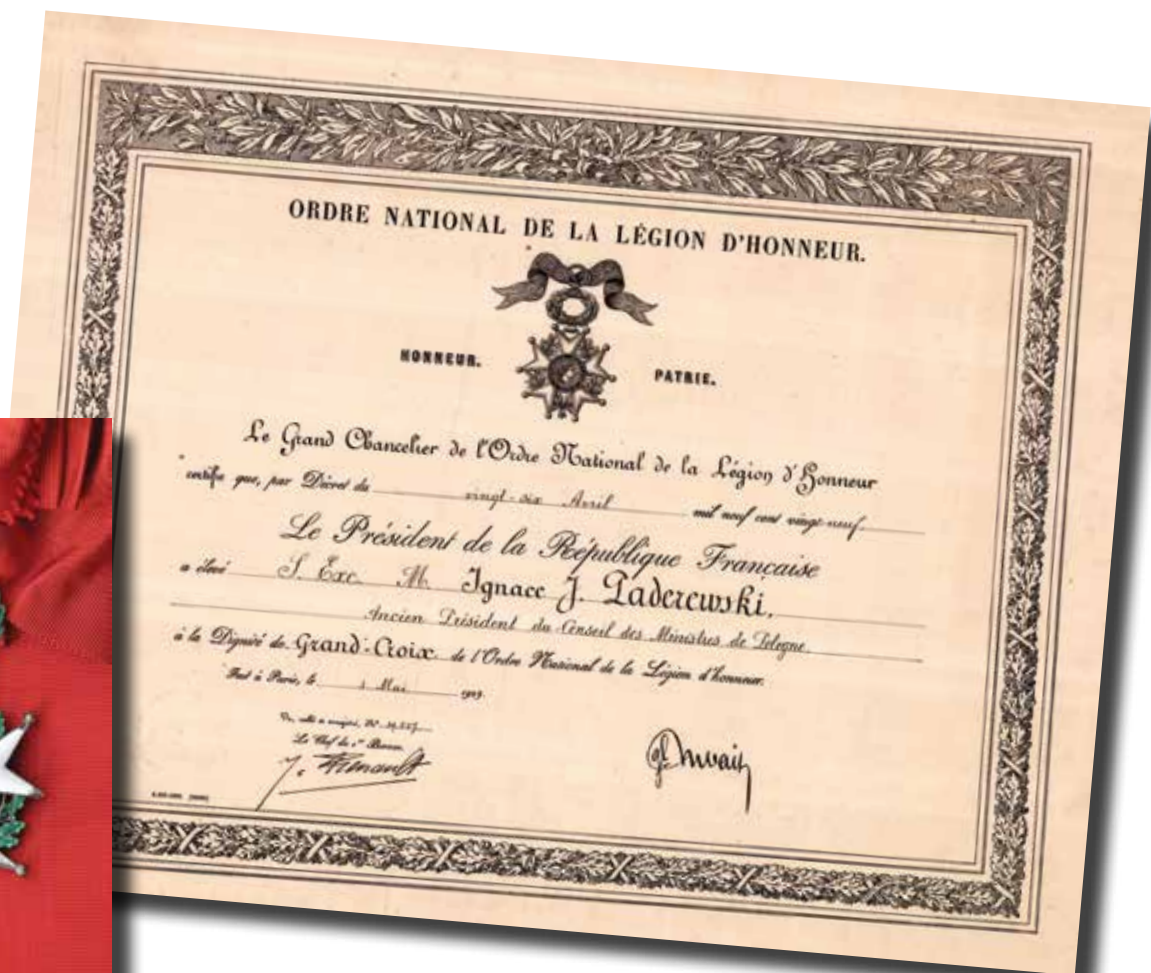 ORDRE NATIONAL DE LA LÉGION D'HONNEUR.
HONNEUR. PATRIE.
Le Grand Chancelier de l'Ordre National de la Légion d'Honneur
certifie que, par Décret du vingt-six Avril mil neuf cent vingt-neuf
Le Président de la République Française
a élevé S. Exc. M. Ignace J. Paderewski,
Ancien Président du Conseil des Ministres de Pologne
à la Dignité de Grand-Croix de l'Ordre National de la Légion d'honneur.
Fait à Paris, le Mai
Vu,
Le Chef du Bureau
J. Renault